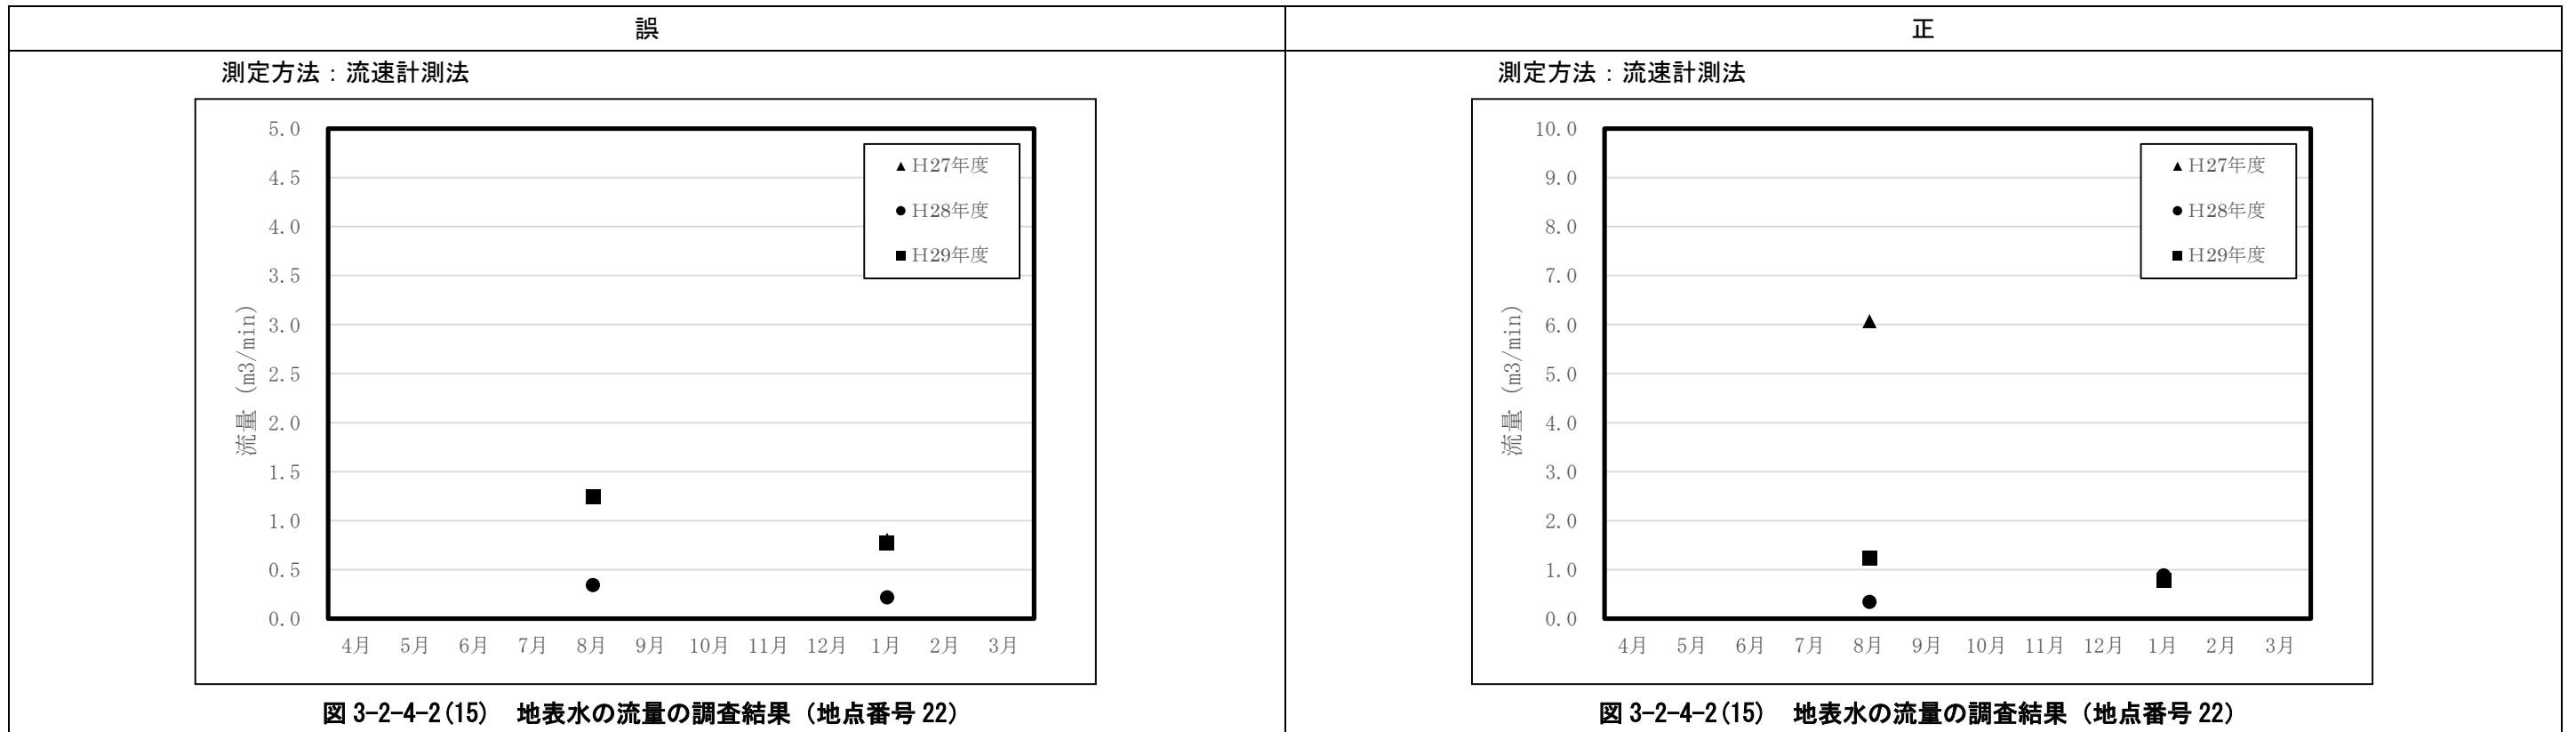 誤
正
測定方法：流速計測法
5.0
4.5
4.0
3.5
3.0
2.5
2.0
1.5
1.0
0.5
0.0
流量 (m3/min)
H27年度
H28年度
H29年度
4月 5月 6月 7月 8月 9月 10月 11月 12月 1月 2月 3月
図 3-2-4-2(15) 地表水の流量の調査結果（地点番号 22）
測定方法：流速計測法
10.0
9.0
8.0
7.0
6.0
5.0
4.0
3.0
2.0
1.0
0.0
流量 (m3/min)
H27年度
H28年度
H29年度
4月 5月 6月 7月 8月 9月 10月 11月 12月 1月 2月 3月
図 3-2-4-2(15) 地表水の流量の調査結果（地点番号 22）